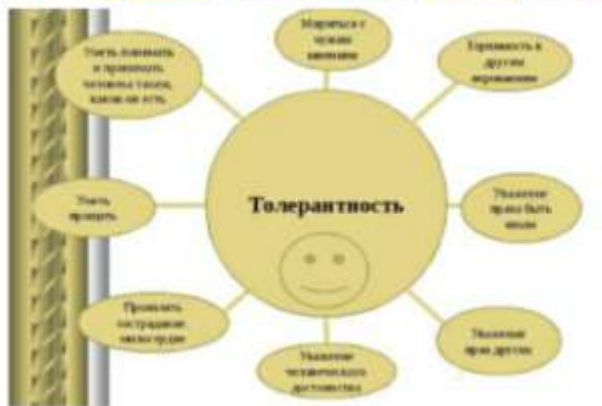 Мириться с
чужим
мнением
Терпимость к
другим
верованиям
Уметь понимать
и принимать
человека таким,
каков он есть
Толерантность
Уметь
прощать
Уважение
права быть
иным
Проявлять
сострадание
милосердие
Уважение
прав других
Уважение
человеческого
достоинства